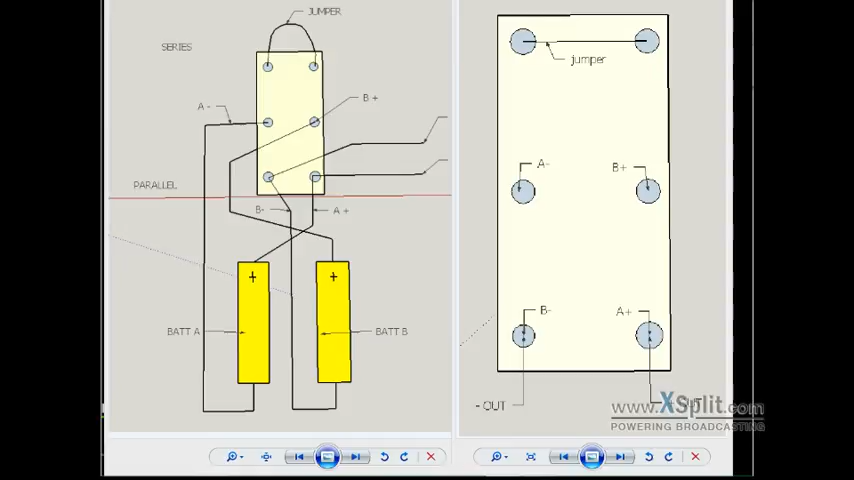 JUMPER
SERIES
A -
B +
PARALLEL
B-
A +
+
+
BATT A
BATT B
jumper
A-
B+
B-
A+
- OUT
www.XSplit.com
POWERING BROADCASTING